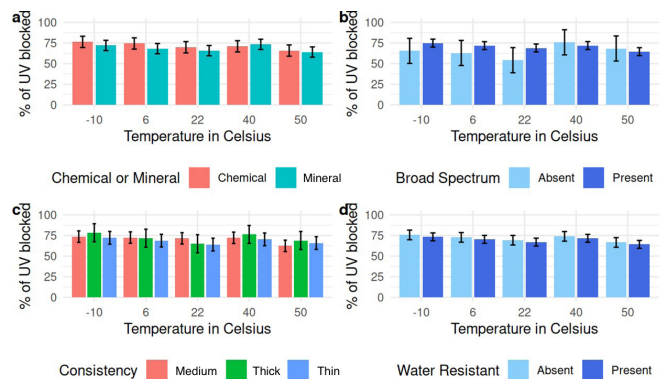 a
% of UV blocked
100
75
50
25
0
-10 6 22 40 50
Temperature in Celsius
Chemical or Mineral Chemical Mineral
b
% of UV blocked
100
75
50
25
0
-10 6 22 40 50
Temperature in Celsius
Broad Spectrum Absent Present
c
% of UV blocked
100
75
50
25
0
-10 6 22 40 50
Temperature in Celsius
Consistency Medium Thick Thin
d
% of UV blocked
100
75
50
25
0
-10 6 22 40 50
Temperature in Celsius
Water Resistant Absent Present